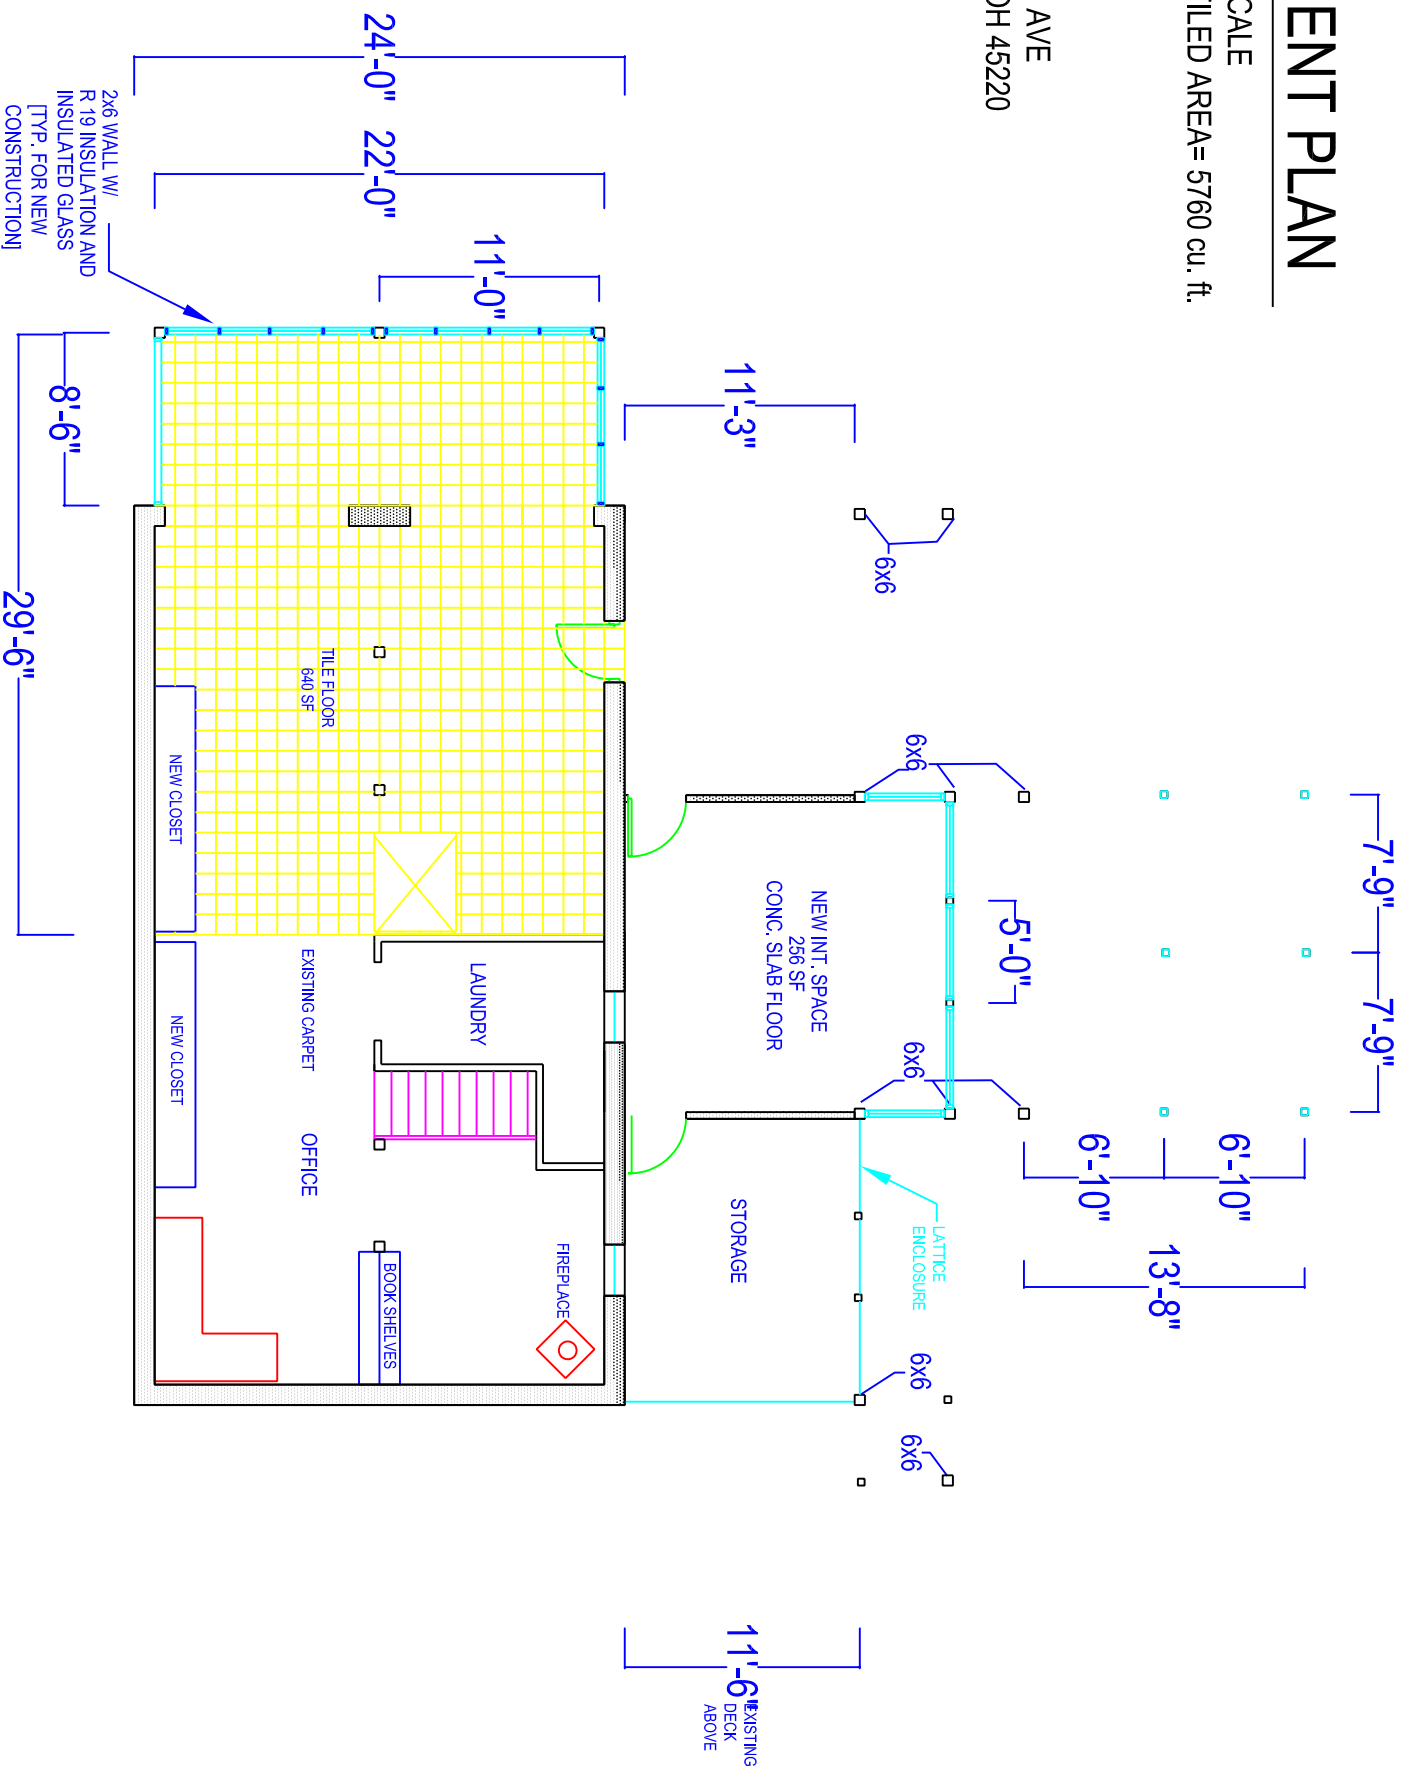 ENT PLAN
CALE
TILED AREA= 5760 cu. ft.
AVE
OH 45220
7'-9"
7'-9"
6'-10"
6'-10"
13'-8"
5'-0"
6x6
6x6
6x6
6x6
6x6
LATTICE
ENCLOSURE
11'-3"
11'-6"
EXISTING
DECK
ABOVE
NEW INT. SPACE
256 SF
CONC. SLAB FLOOR
STORAGE
FIREPLACE
LAUNDRY
BOOK SHELVES
TILE FLOOR
640 SF
EXISTING CARPET
OFFICE
NEW CLOSET
NEW CLOSET
11'-0"
22'-0"
24'-0"
2x6 WALL W/
R 19 INSULATION AND
INSULATED GLASS
[TYP. FOR NEW
CONSTRUCTION]
8'-6"
29'-6"